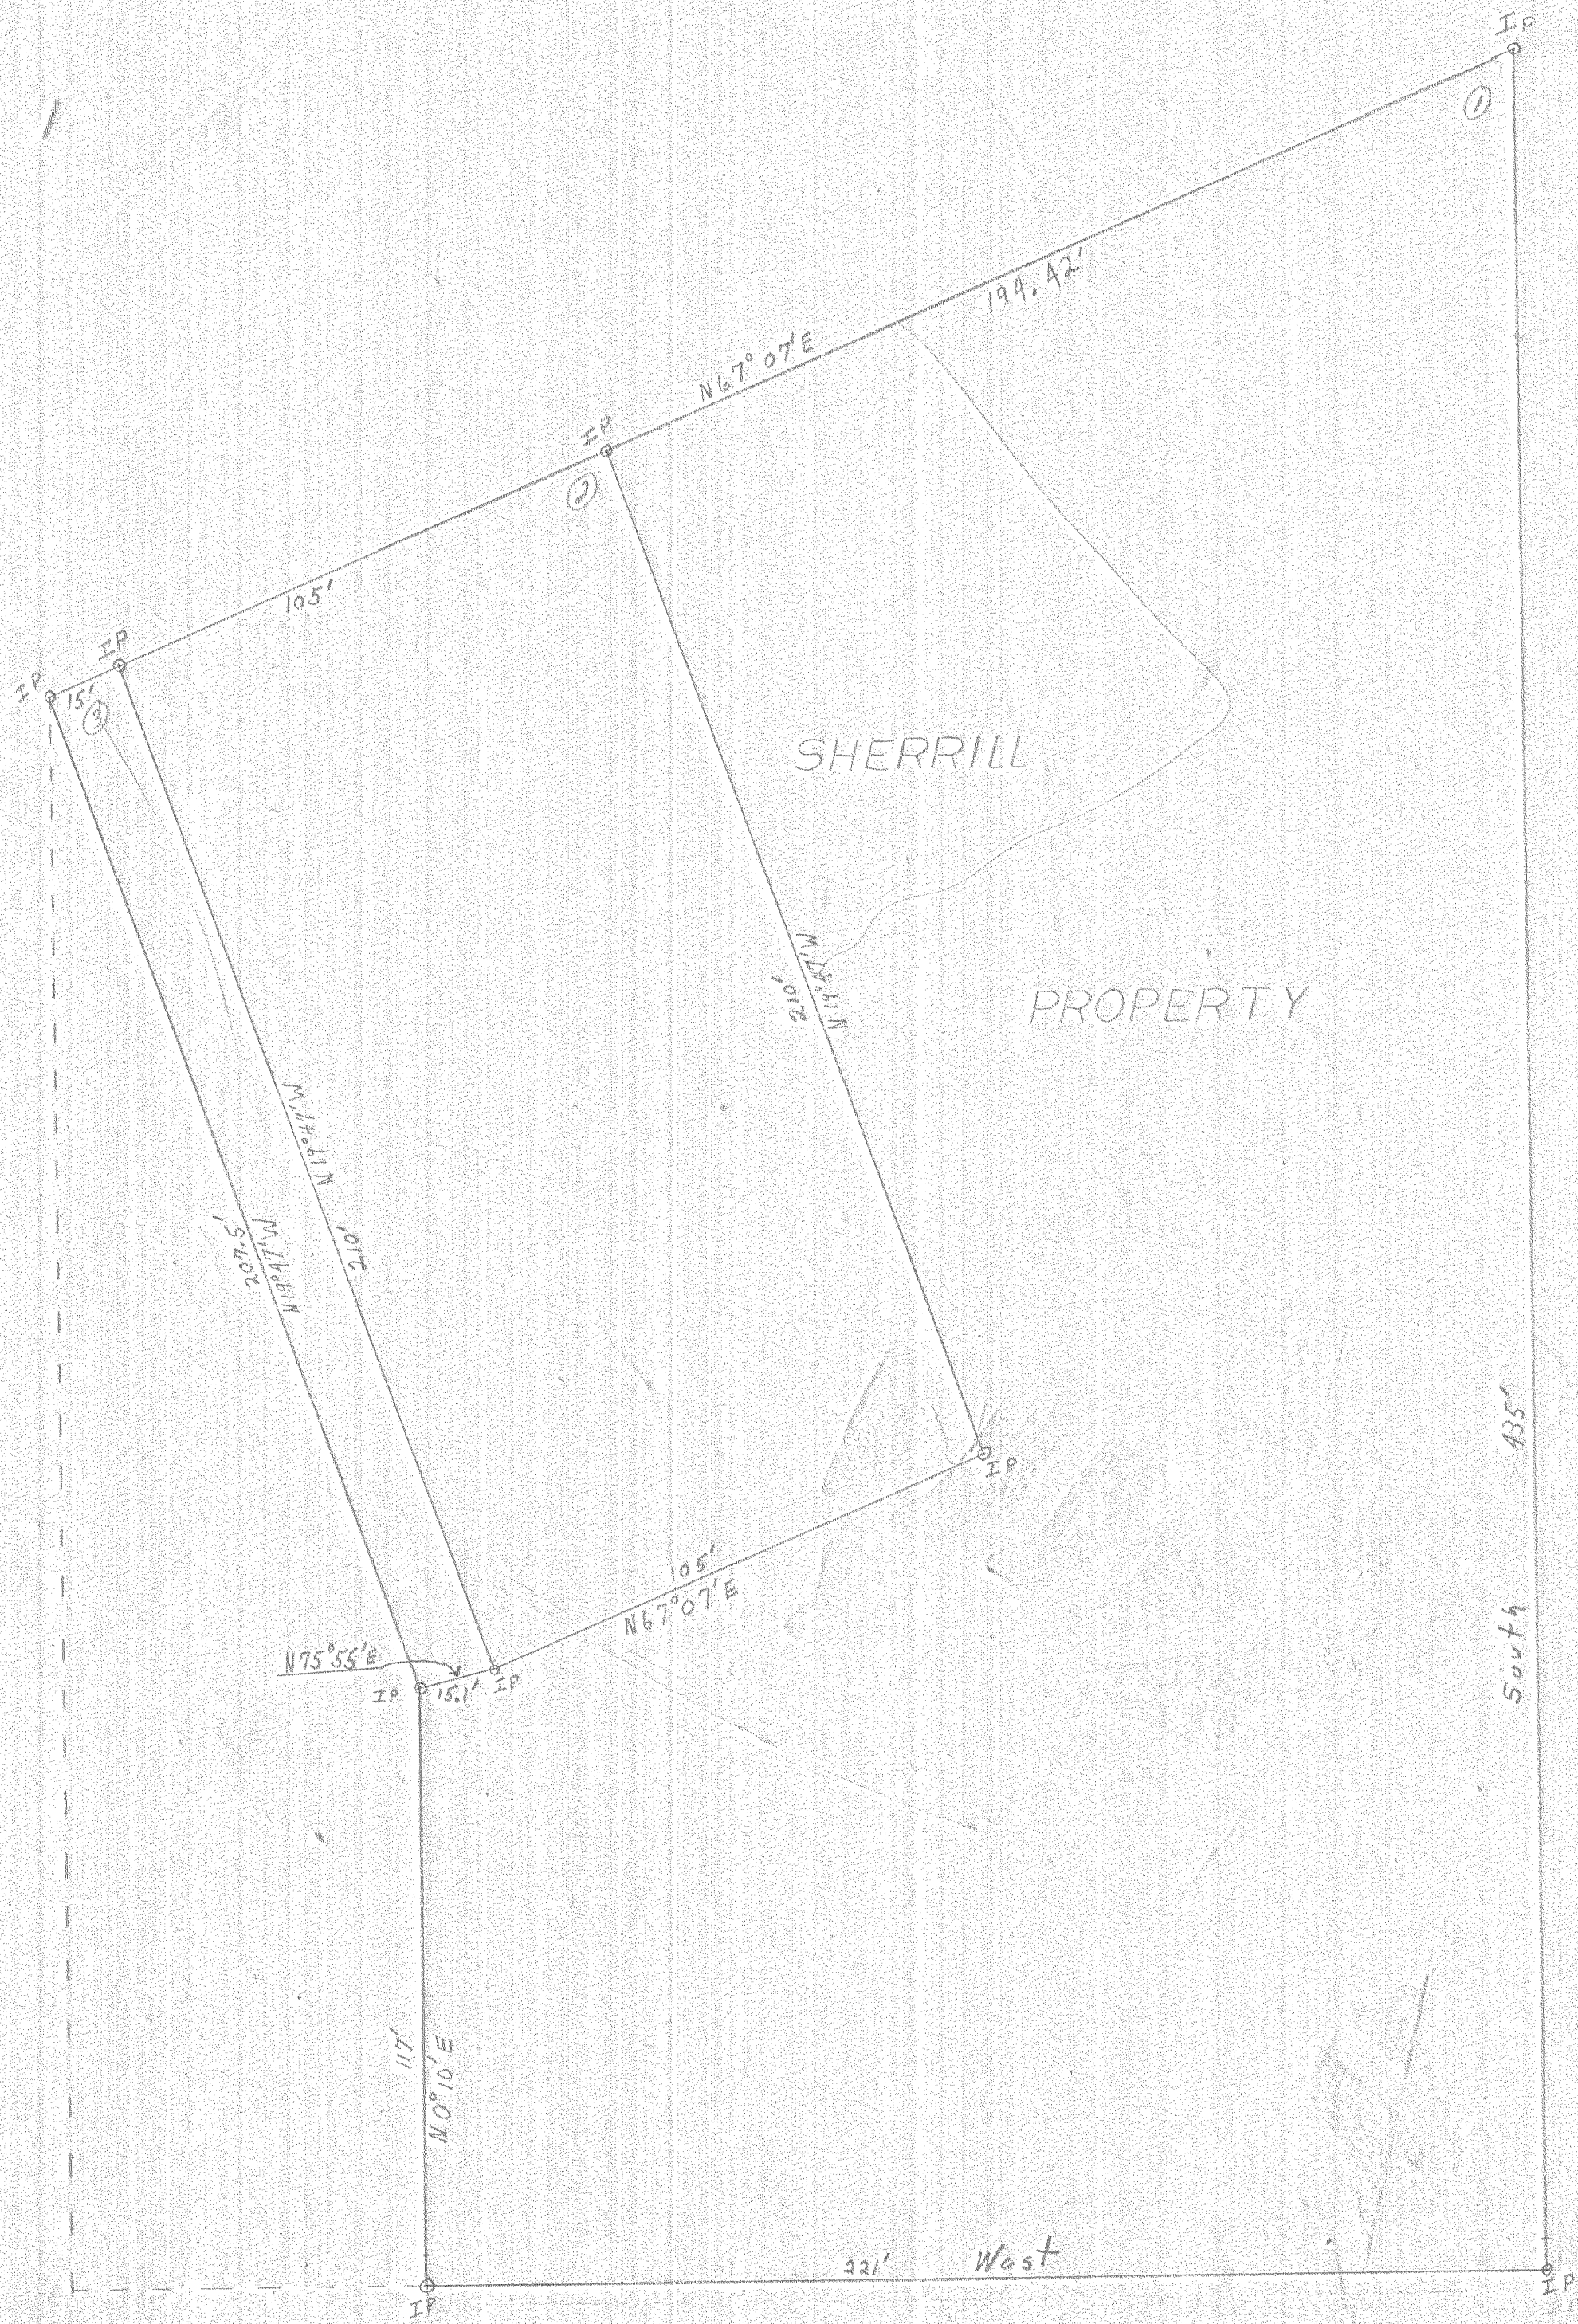 IP
1
194.42'
N67°07'E
IP
2
105'
IP
IP
15'
3
SHERRILL
PROPERTY
N19°47'W
210'
N19°47'W
210'
N19°47'W
207.5'
435'
South
IP
105'
N67°07'E
N75°55'E
IP
15.1'
IP
117'
N0°10'E
221'
West
IP
IP